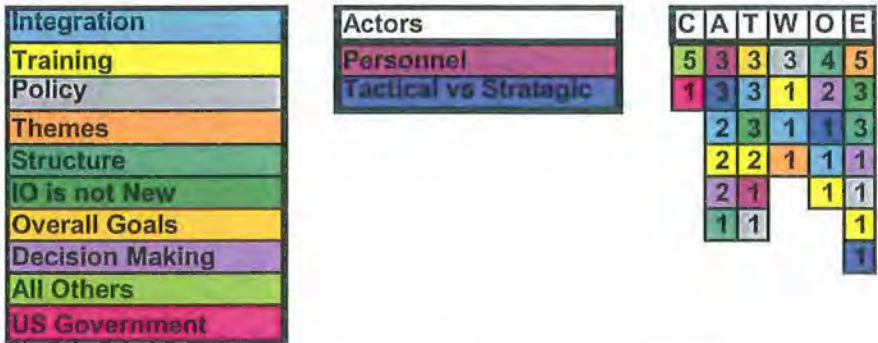 Integration
Training
Policy
Themes
Structure
IO is not New
Overall Goals
Decision Making
All Others
US Government
Actors
Personnel
Tactical vs Strategic
C A T W O E
5 3 3 3 4 5
1 3 3 1 2 3
2 3 1 1 3
2 2 1 1 1
2 1 1 1
1 1 1
1